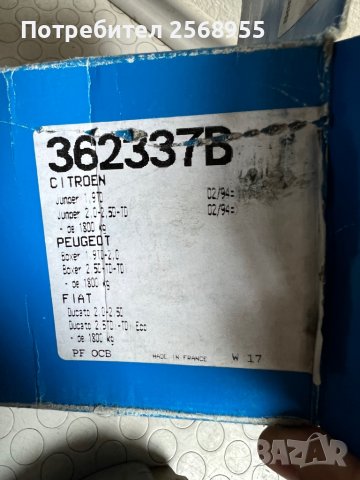 Потребител 2568955
362337B
CITROEN
Jumper 1.9TD 02/94=
Jumper 2.0-2.5D-TD 02/94=
- de 1800 kg
PEUGEOT
Boxer 1.9TD-2.0
Boxer 2.5D-TD-TDI
- de 1800 kg
FIAT
Ducato 2.0-2.5D
Ducato 2.5TDI-TDI Eco
- de 1800 kg
PF OCB MADE IN FRANCE W 17
BAZAR